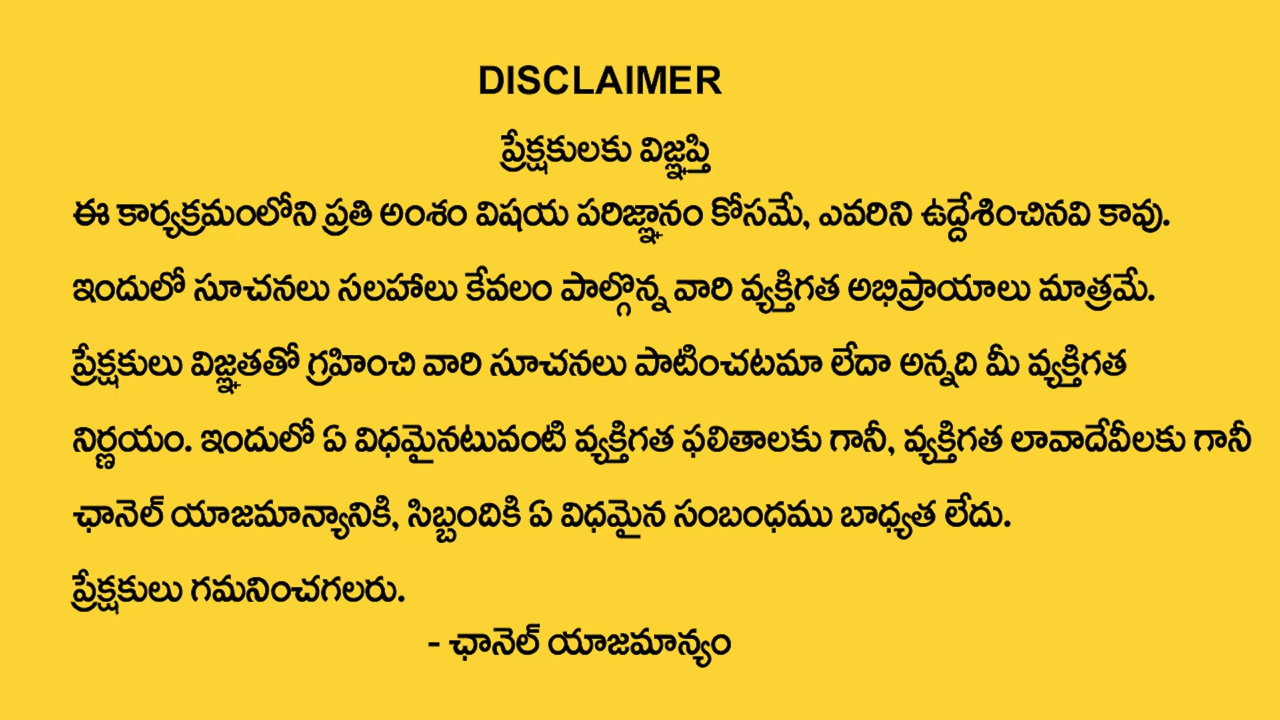 DISCLAIMER
ప్రేక్షకులకు విజ్ఞప్తి
ఈ కార్యక్రమంలోని ప్రతి అంశం విషయ పరిజ్ఞానం కోసమే, ఎవరిని ఉద్దేశించినవి కావు.
ఇందులో సూచనలు సలహాలు కేవలం పాల్గొన్న వారి వ్యక్తిగత అభిప్రాయాలు మాత్రమే.
ప్రేక్షకులు విజ్ఞతతో గ్రహించి వారి సూచనలు పాటించటమా లేదా అన్నది మీ వ్యక్తిగత
నిర్ణయం. ఇందులో ఏ విధమైనటువంటి వ్యక్తిగత ఫలితాలకు గానీ, వ్యక్తిగత లావాదేవీలకు గానీ
ఛానెల్ యాజమాన్యానికి, సిబ్బందికి ఏ విధమైన సంబంధము బాధ్యత లేదు.
ప్రేక్షకులు గమనించగలరు.
- ఛానెల్ యాజమాన్యం